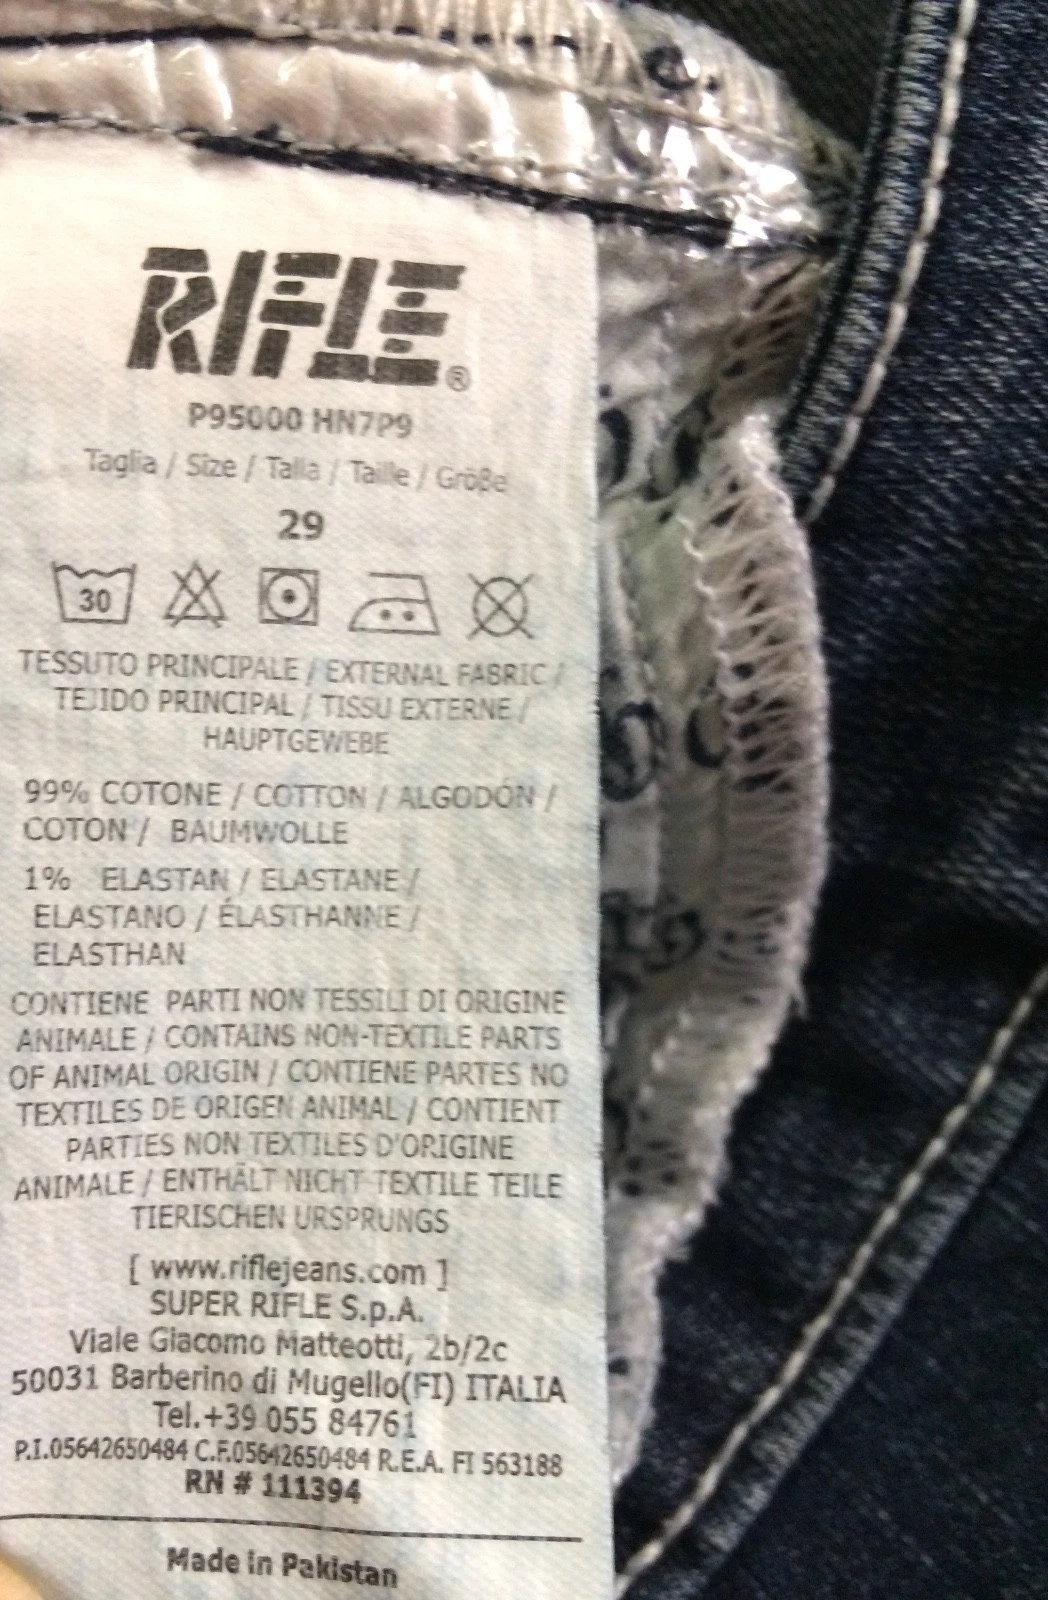 RIFLE®
P95000 HN7P9
Taglia / Size / Talla / Taille / Größe
29
30
TESSUTO PRINCIPALE / EXTERNAL FABRIC /
TEJIDO PRINCIPAL / TISSU EXTERNE /
HAUPTGEWEBE
99% COTONE / COTTON / ALGODÓN /
COTON / BAUMWOLLE
1% ELASTAN / ELASTANE /
ELASTANO / ÉLASTHANNE /
ELASTHAN
CONTIENE PARTI NON TESSILI DI ORIGINE
ANIMALE / CONTAINS NON-TEXTILE PARTS
OF ANIMAL ORIGIN / CONTIENE PARTES NO
TEXTILES DE ORIGEN ANIMAL / CONTIENT
PARTIES NON TEXTILES D'ORIGINE
ANIMALE / ENTHÄLT NICHT TEXTILE TEILE
TIERISCHEN URSPRUNGS
[ www.riflejeans.com ]
SUPER RIFLE S.p.A.
Viale Giacomo Matteotti, 2b/2c
50031 Barberino di Mugello(FI) ITALIA
Tel.+39 055 84761
P.I.05642650484 C.F.05642650484 R.E.A. FI 563188
RN # 111394
Made in Pakistan